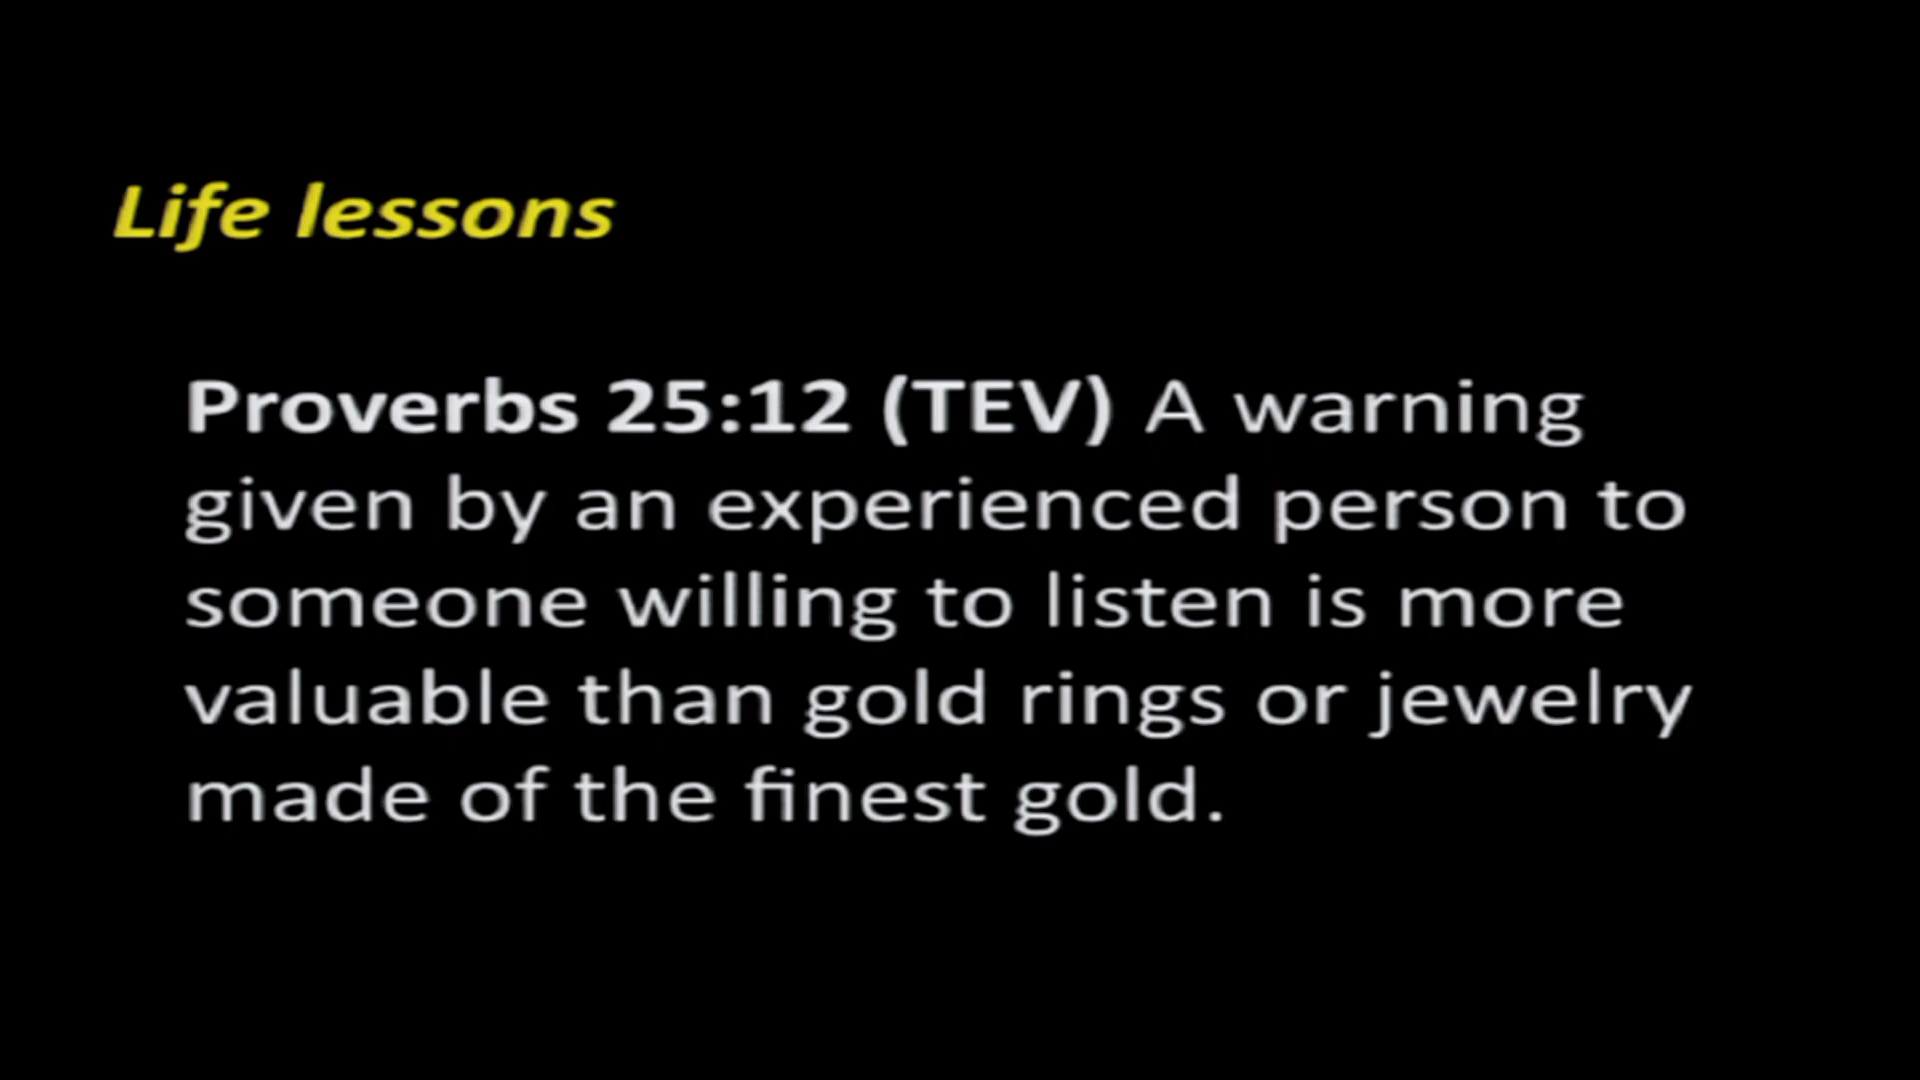 Life lessons
Proverbs 25:12 (TEV) A warning
given by an experienced person to
someone willing to listen is more
valuable than gold rings or jewelry
made of the finest gold.